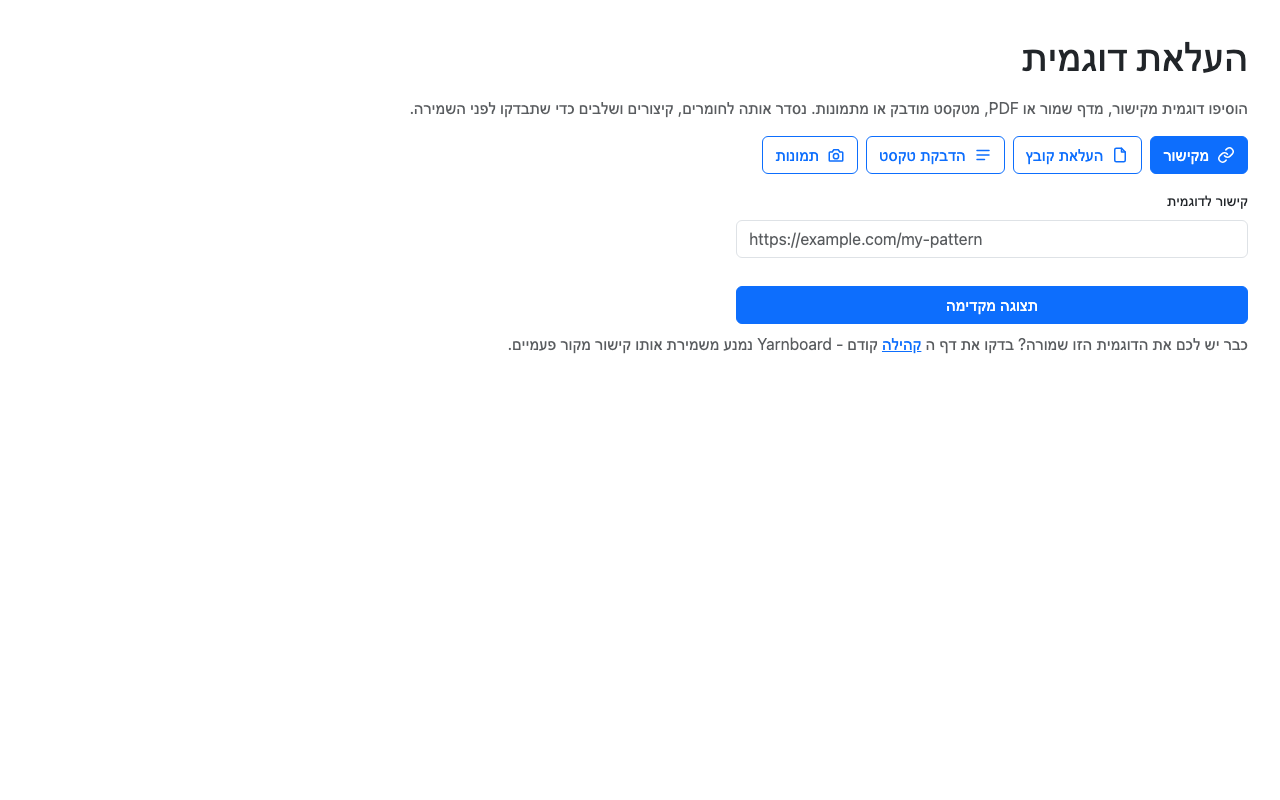 העלאת דוגמית
הוסיפו דוגמית מקישור, מדף שמור או PDF, מטקסט מודבק או מתמונות. נסדר אותה לחומרים, קיצורים ושלבים כדי שתבדקו לפני השמירה.
מקישור
העלאת קובץ
הדבקת טקסט
תמונות
קישור לדוגמית
https://example.com/my-pattern
תצוגה מקדימה
כבר יש לכם את הדוגמית הזו שמורה? בדקו את דף ה קהילה קודם - Yarnboard נמנע משמירת אותו קישור מקור פעמיים.